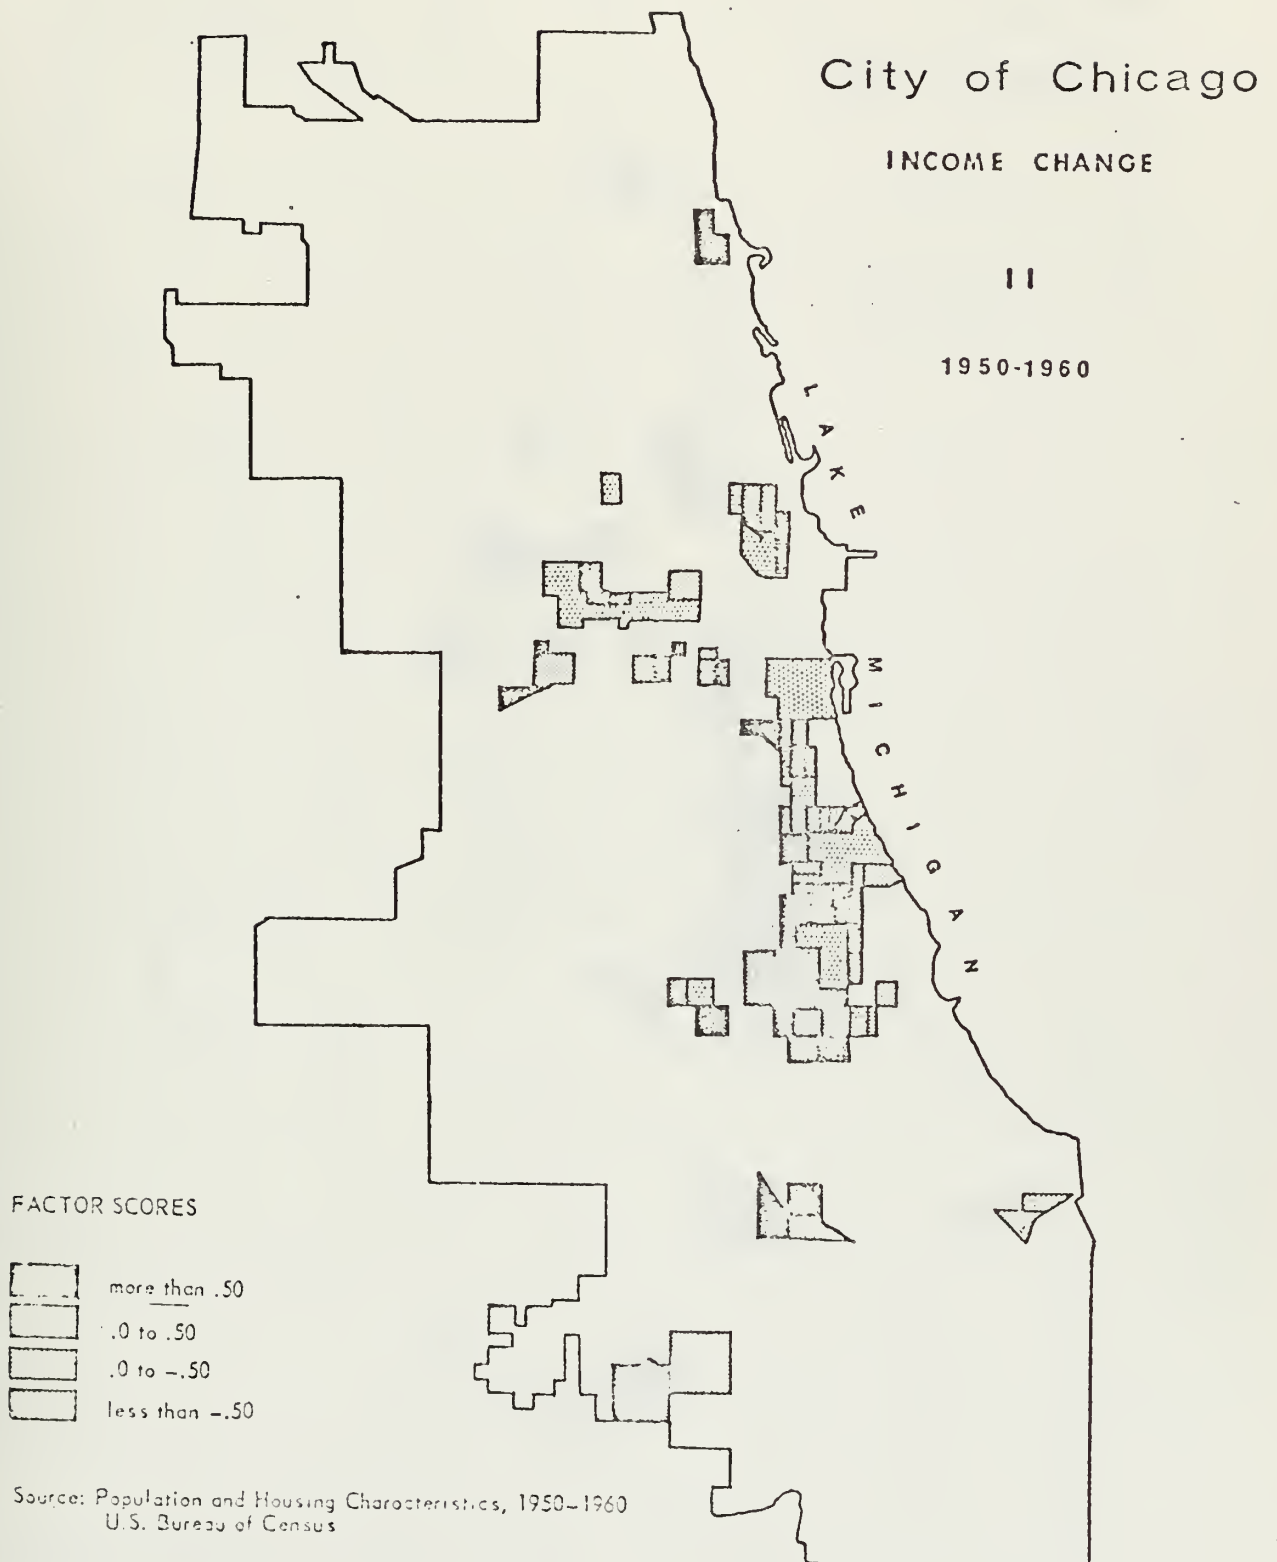 City of Chicago
INCOME CHANGE
II
1950-1960
LAKE
MICHIGAN
FACTOR SCORES
more than .50
.0 to .50
.0 to -.50
less than -.50
Source: Population and Housing Characteristics, 1950-1960
U.S. Bureau of Census